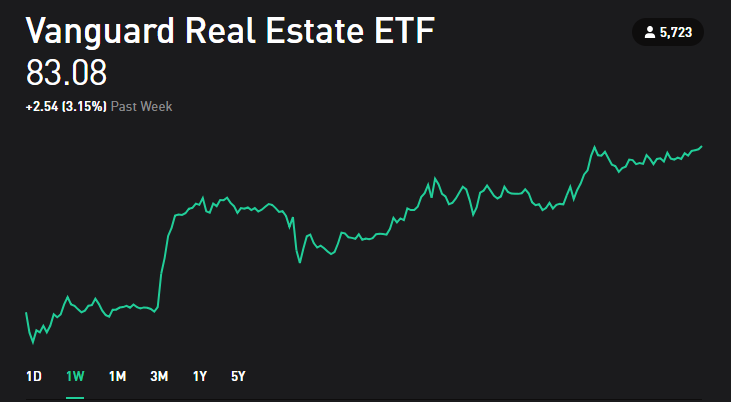 Vanguard Real Estate ETF
5,723
83.08
+2.54 (3.15%) Past Week
1D 1W 1M 3M 1Y 5Y